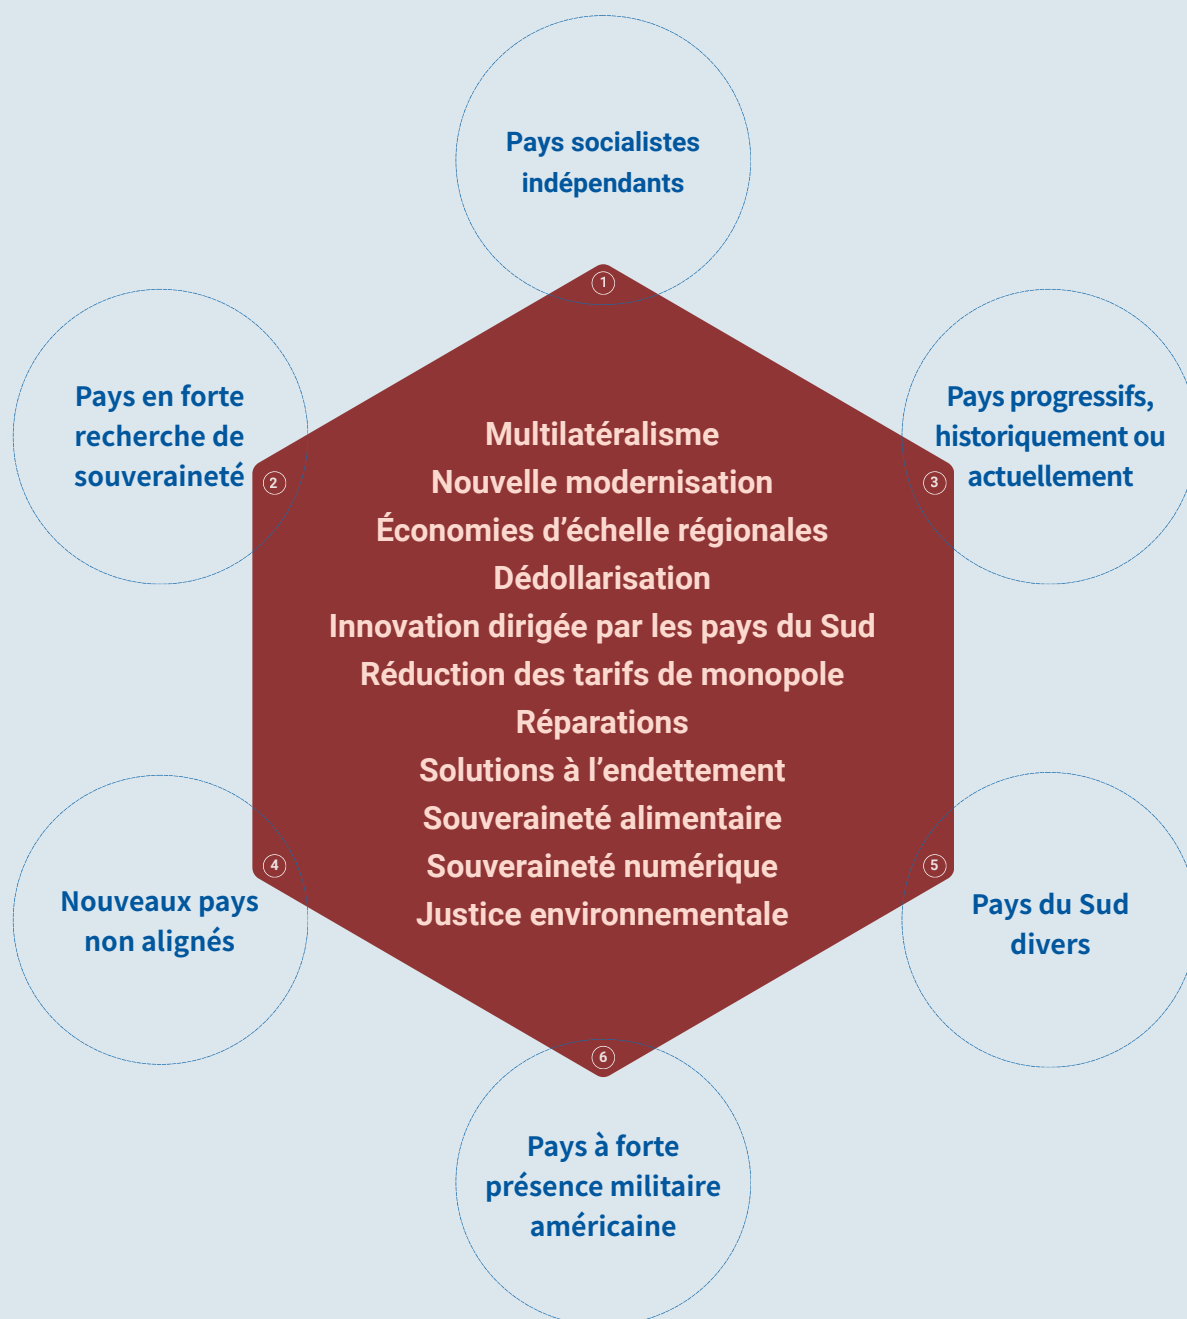 Pays socialistes
indépendants
1
Pays en forte
recherche de
souveraineté
2
Pays progressifs,
historiquement ou
actuellement
3
Multilatéralisme
Nouvelle modernisation
Économies d’échelle régionales
Dédollarisation
Innovation dirigée par les pays du Sud
Réduction des tarifs de monopole
Réparations
Solutions à l’endettement
Souveraineté alimentaire
Souveraineté numérique
Justice environnementale
4
Nouveaux pays
non alignés
5
Pays du Sud
divers
6
Pays à forte
présence militaire
américaine